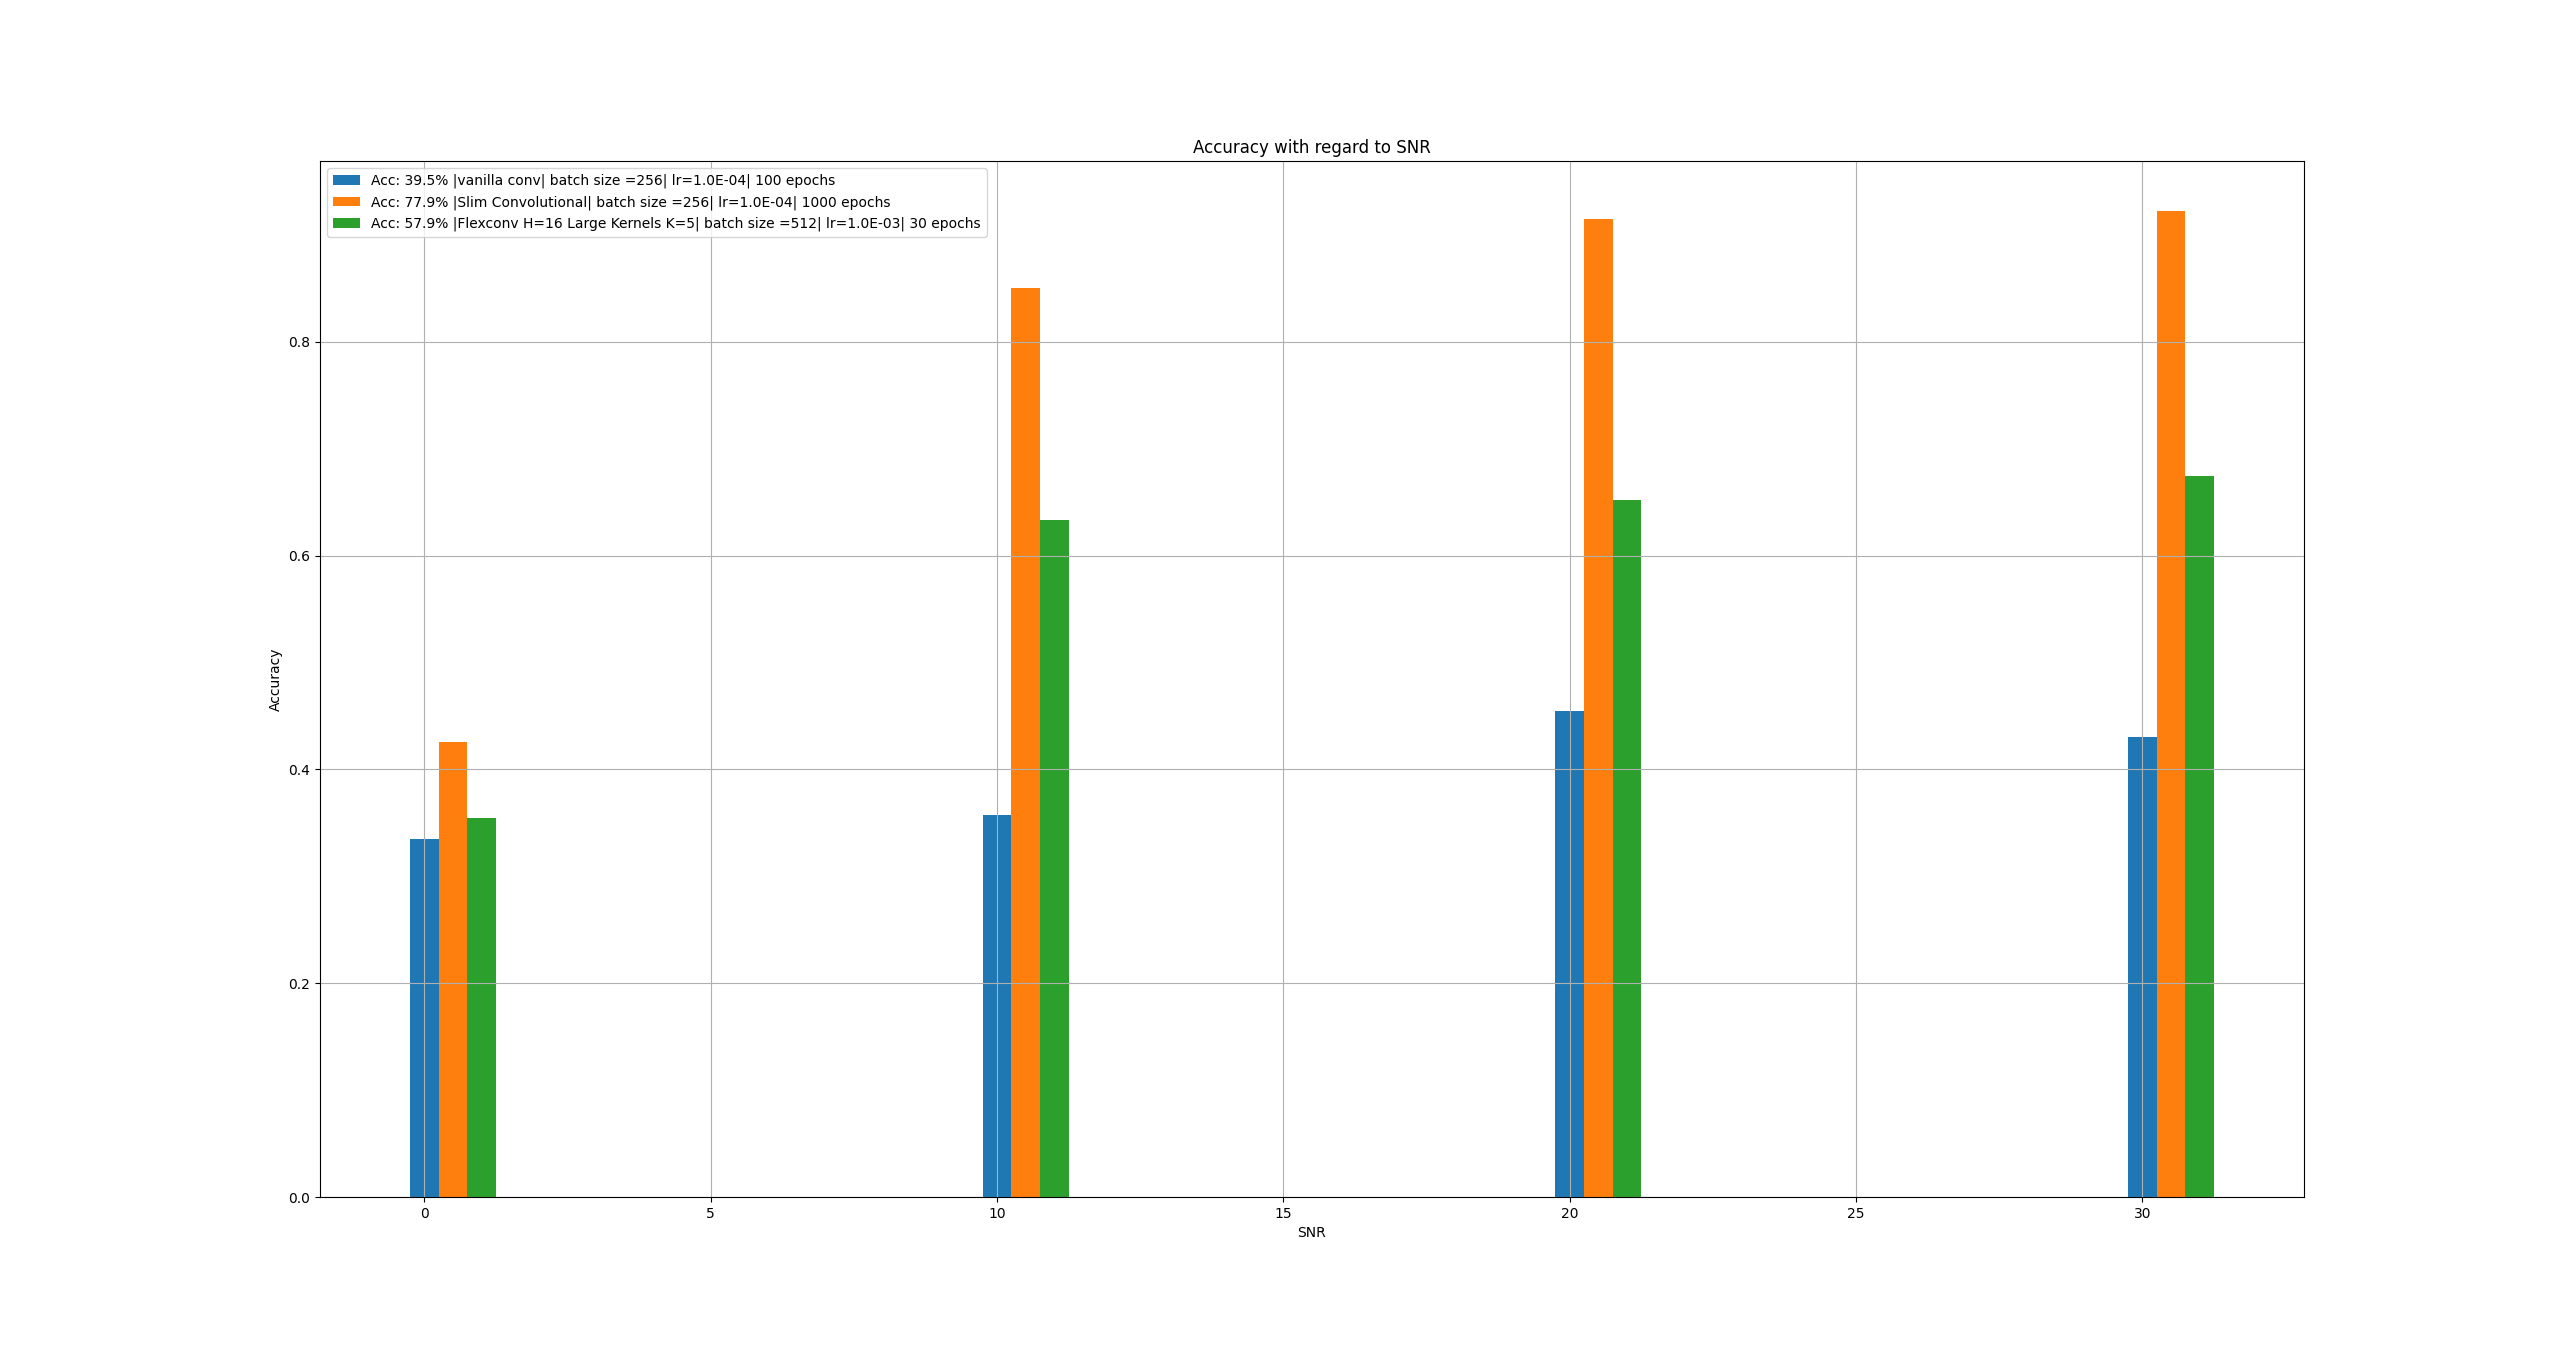 Accuracy with regard to SNR
Acc: 39.5% |vanilla conv| batch size =256| lr=1.0E-04| 100 epochs
Acc: 77.9% |Slim Convolutional| batch size =256| lr=1.0E-04| 1000 epochs
Acc: 57.9% |Flexconv H=16 Large Kernels K=5| batch size =512| lr=1.0E-03| 30 epochs
0.8
0.6
0.4
0.2
0.0
Accuracy
0 5 10 15 20 25 30
SNR